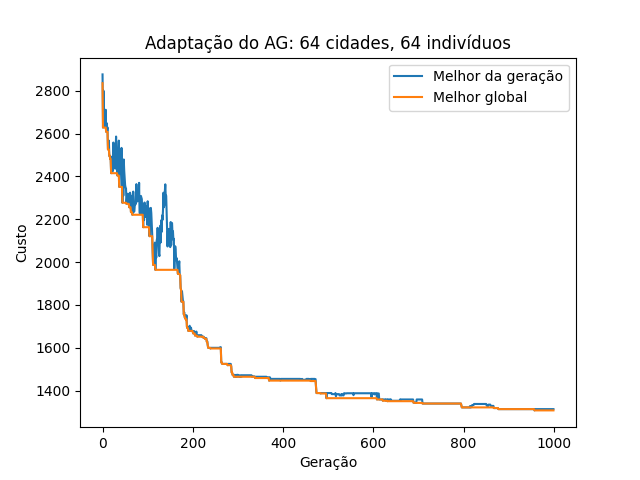 Adaptação do AG: 64 cidades, 64 indivíduos
Melhor da geração
Melhor global
Custo
2800
2600
2400
2200
2000
1800
1600
1400
0 200 400 600 800 1000
Geração